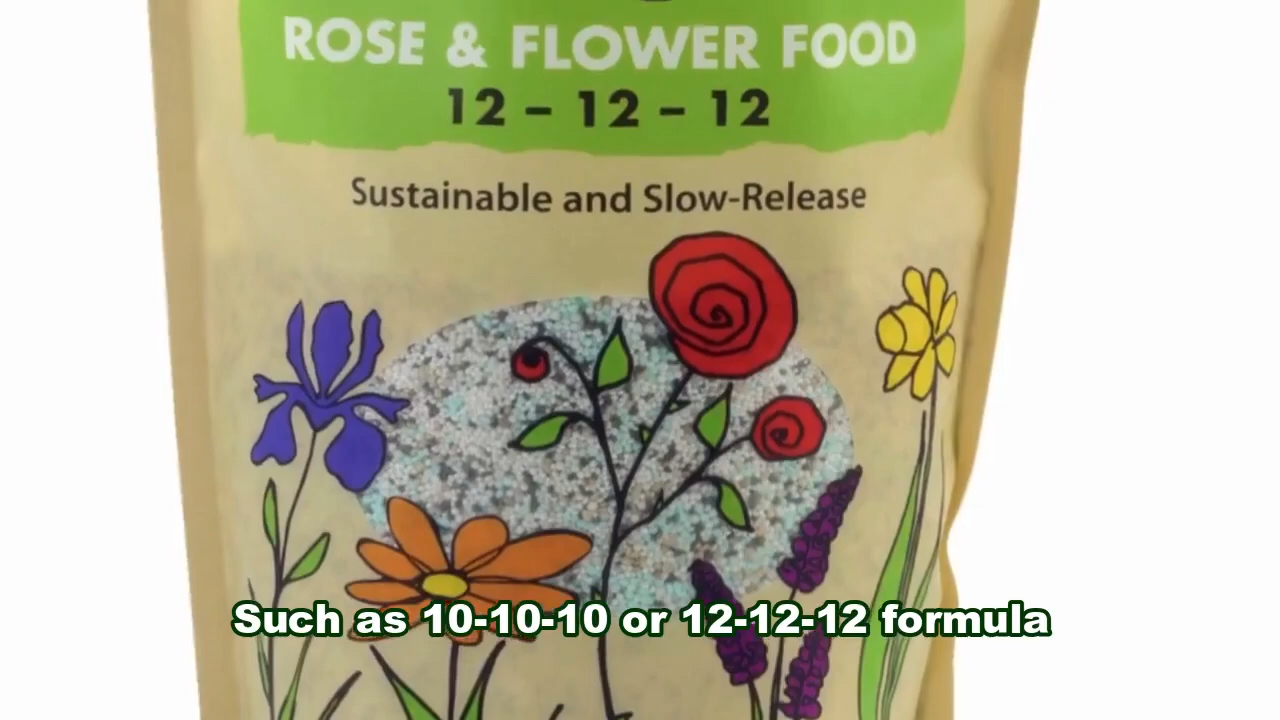 ROSE & FLOWER FOOD
12 – 12 – 12
Sustainable and Slow-Release
Such as 10-10-10 or 12-12-12 formula